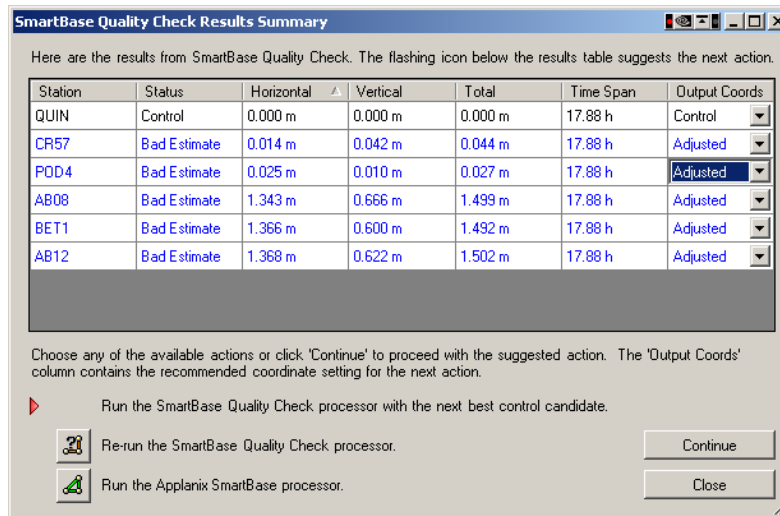 SmartBase Quality Check Results Summary
Here are the results from SmartBase Quality Check. The flashing icon below the results table suggests the next action.
Station Status Horizontal Vertical Total Time Span Output Coords
QUIN Control 0.000 m 0.000 m 0.000 m 17.88 h Control
CR57 Bad Estimate 0.014 m 0.042 m 0.044 m 17.88 h Adjusted
POD4 Bad Estimate 0.025 m 0.010 m 0.027 m 17.88 h Adjusted
AB08 Bad Estimate 1.343 m 0.666 m 1.499 m 17.88 h Adjusted
BET1 Bad Estimate 1.366 m 0.600 m 1.492 m 17.88 h Adjusted
AB12 Bad Estimate 1.368 m 0.622 m 1.502 m 17.88 h Adjusted
Choose any of the available actions or click 'Continue' to proceed with the suggested action. The 'Output Coords'
column contains the recommended coordinate setting for the next action.
Run the SmartBase Quality Check processor with the next best control candidate.
Re-run the SmartBase Quality Check processor. Continue
Run the Applanix SmartBase processor. Close